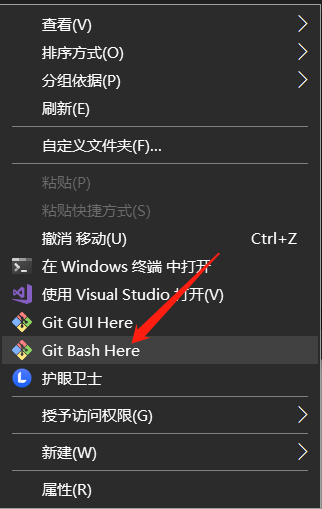 查看(V)
排序方式(O)
分组依据(P)
刷新(E)
自定义文件夹(F)...
粘贴(P)
粘贴快捷方式(S)
撤消 移动(U) Ctrl+Z
在 Windows 终端 中打开
使用 Visual Studio 打开(V)
Git GUI Here
Git Bash Here
护眼卫士
授予访问权限(G)
新建(W)
属性(R)